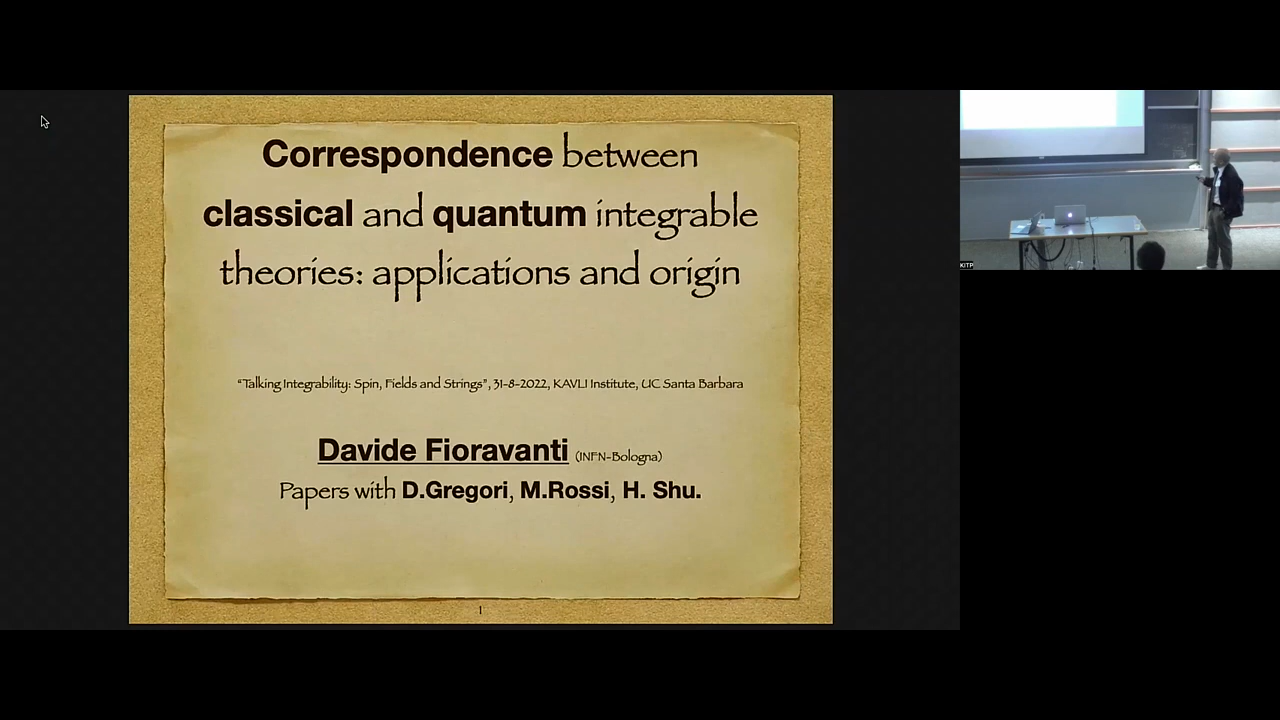 Correspondence between
classical and quantum integrable
theories: applications and origin
“Talking Integrability: Spin, Fields and Strings”, 31-8-2022, KAVLI Institute, UC Santa Barbara
Davide Fioravanti (INFN-Bologna)
Papers with D.Gregori, M.Rossi, H. Shu.
1
KITP